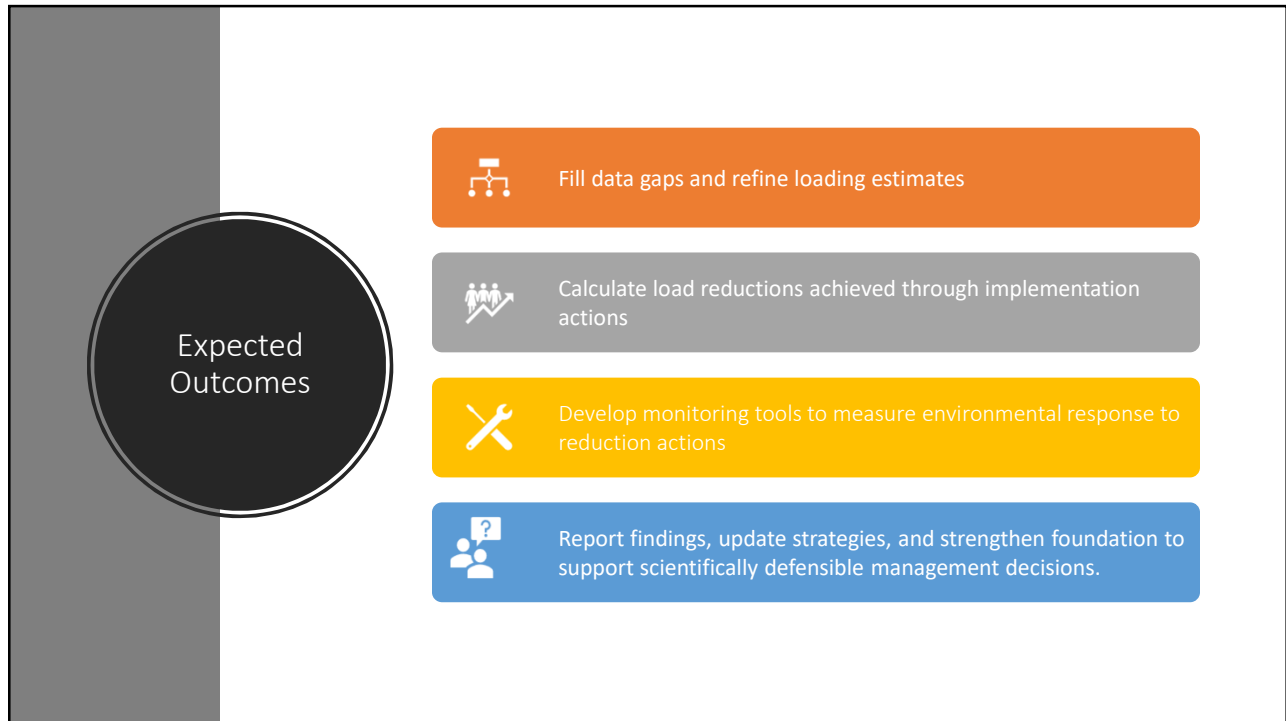 Expected
Outcomes
Fill data gaps and refine loading estimates
Calculate load reductions achieved through implementation
actions
Develop monitoring tools to measure environmental response to
reduction actions
?
Report findings, update strategies, and strengthen foundation to
support scientifically defensible management decisions.